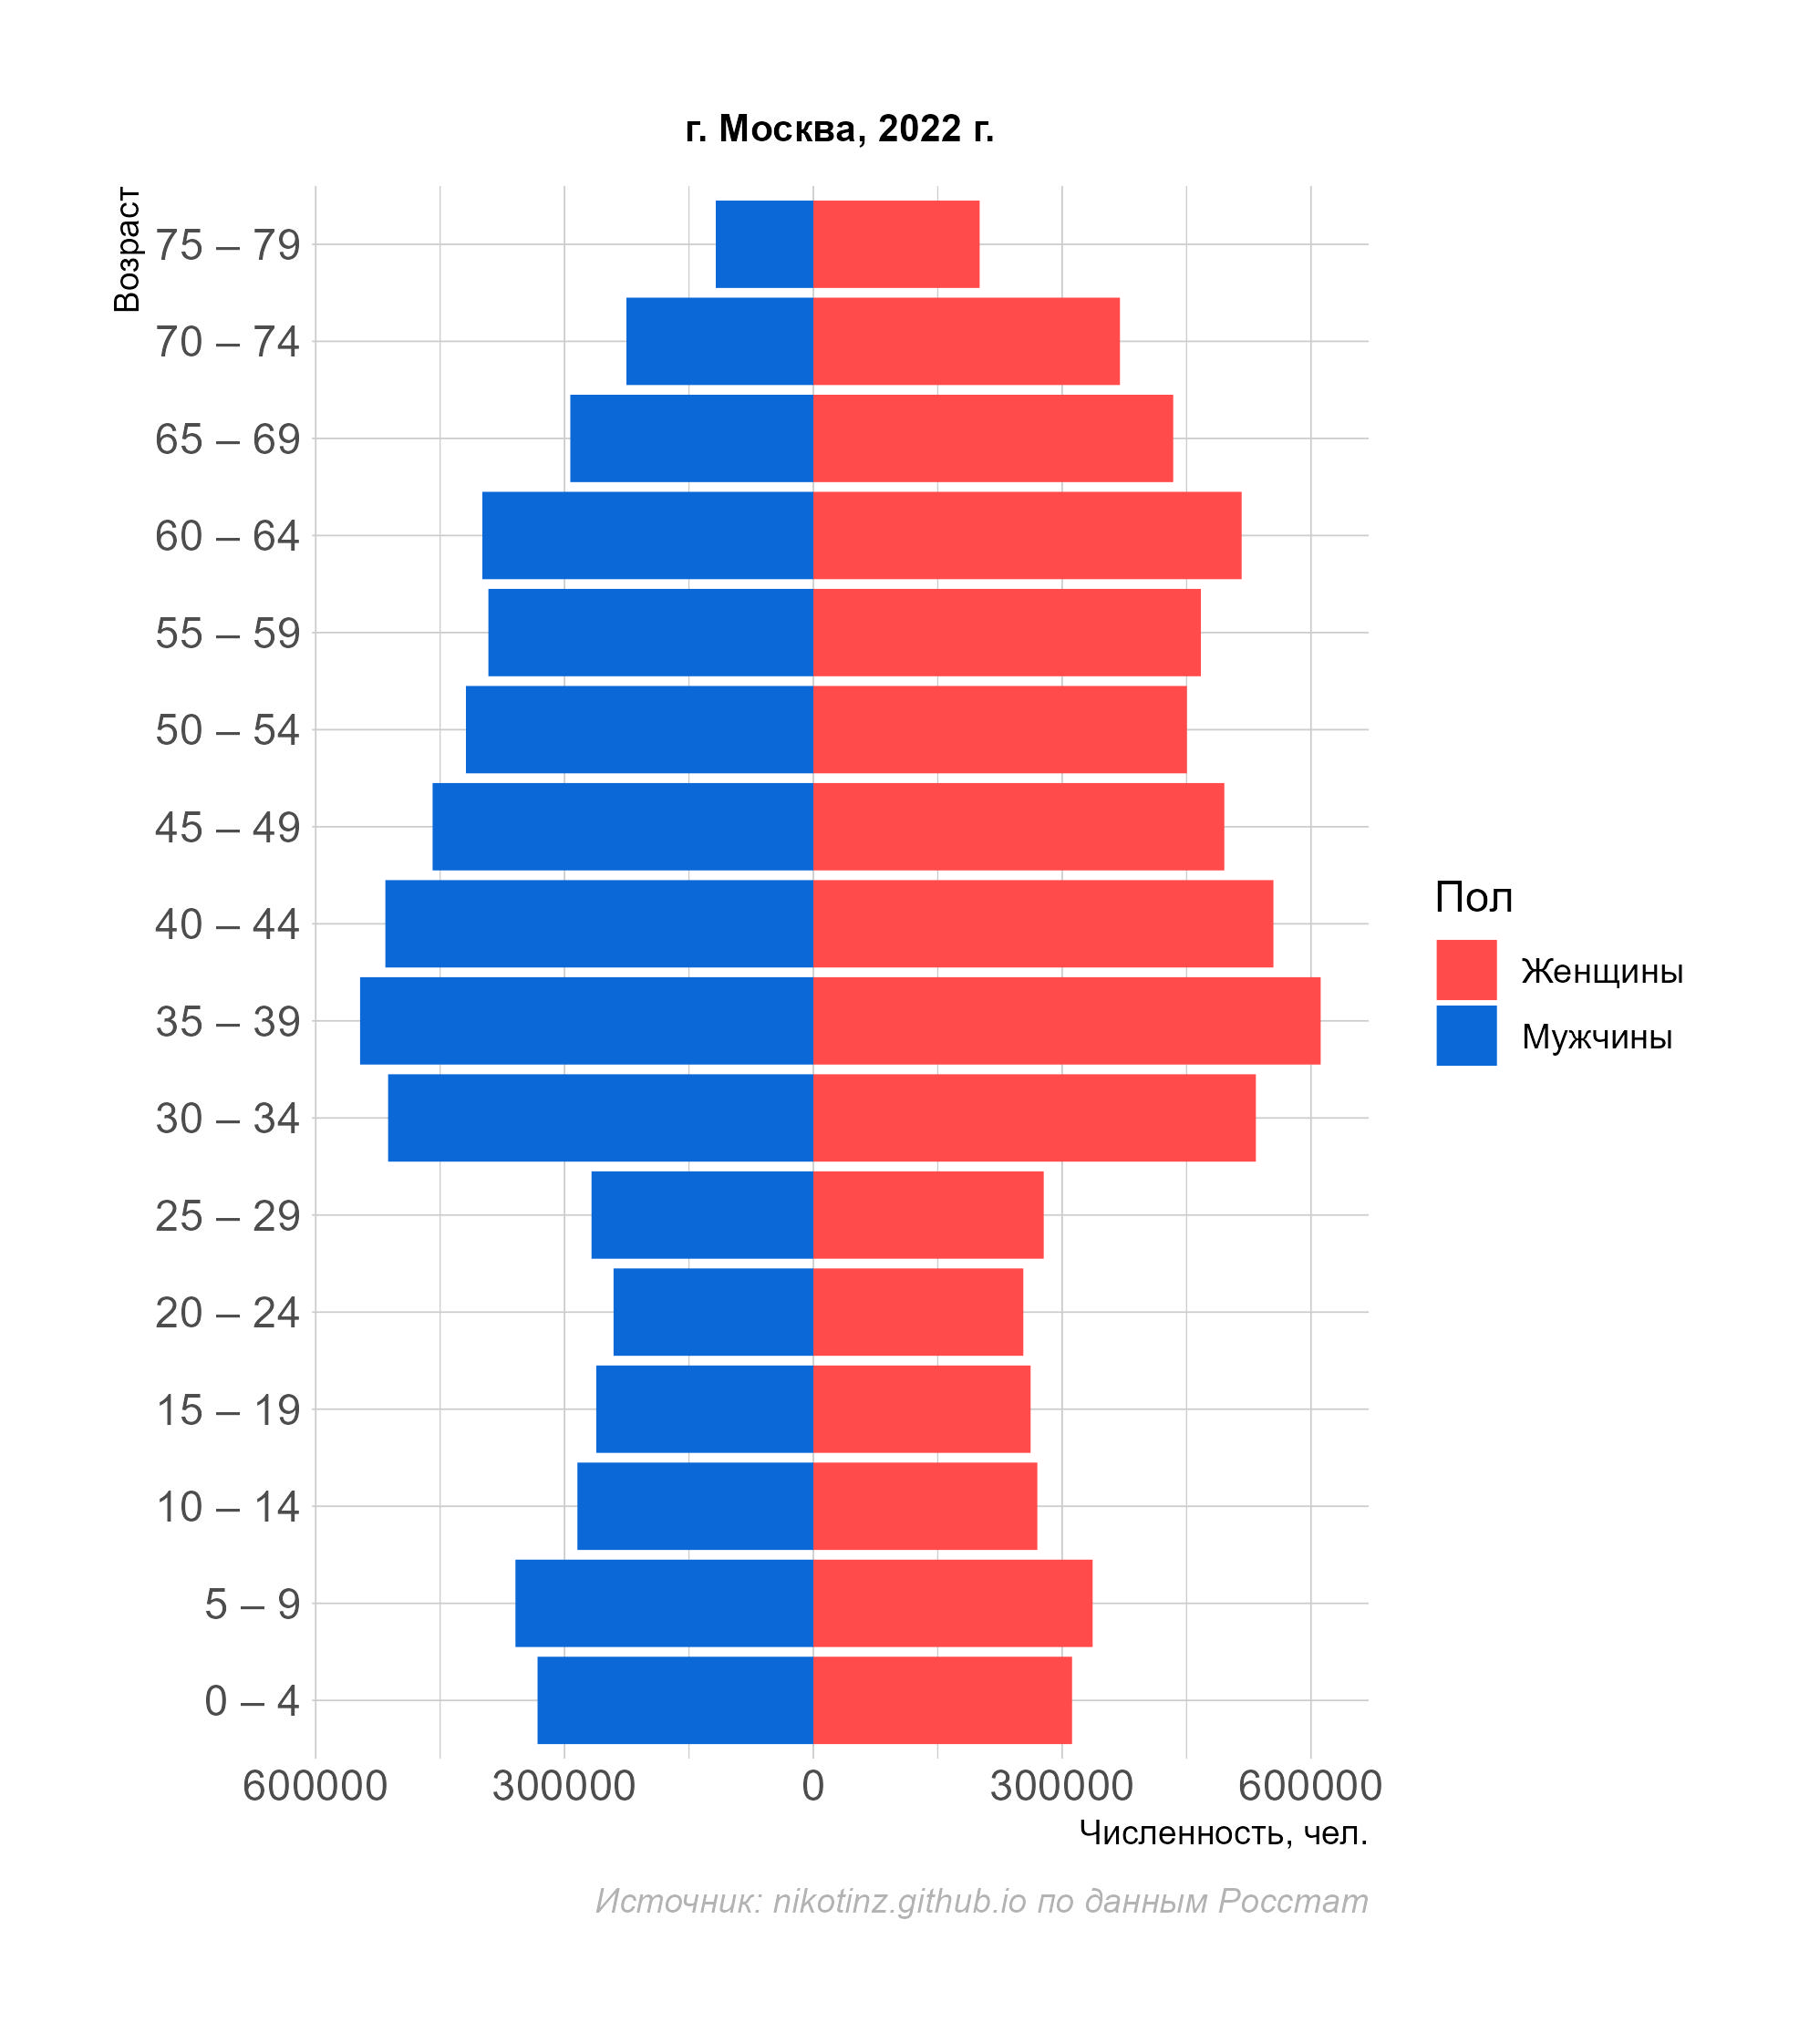 г. Москва, 2022 г.
Возраст
75 – 79
70 – 74
65 – 69
60 – 64
55 – 59
50 – 54
45 – 49
40 – 44
35 – 39
30 – 34
25 – 29
20 – 24
15 – 19
10 – 14
5 – 9
0 – 4
600000 300000 0 300000 600000
Численность, чел.
Пол
Женщины
Мужчины
Источник: nikotinz.github.io по данным Росстат